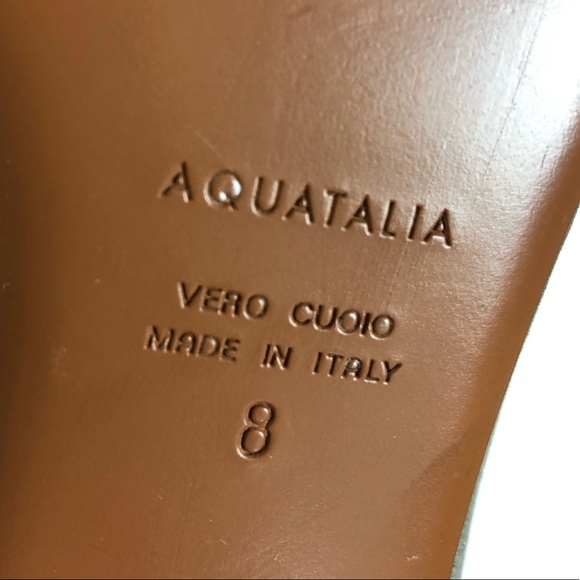 AQUATALIA
VERO CUOIO
MADE IN ITALY
8